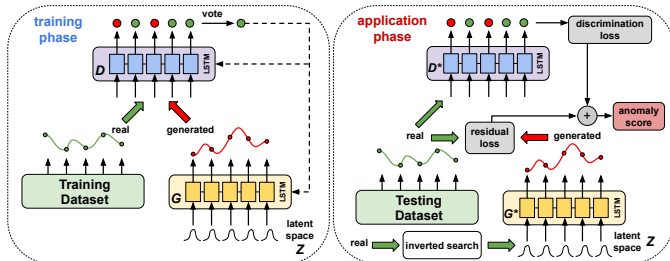 training
phase
vote
D
LSTM
real
generated
Training
Dataset
G
LSTM
latent
space
Z
application
phase
discrimination
loss
D*
LSTM
+
anomaly
score
real
residual
loss
generated
Testing
Dataset
G*
LSTM
real
inverted search
latent
space
Z